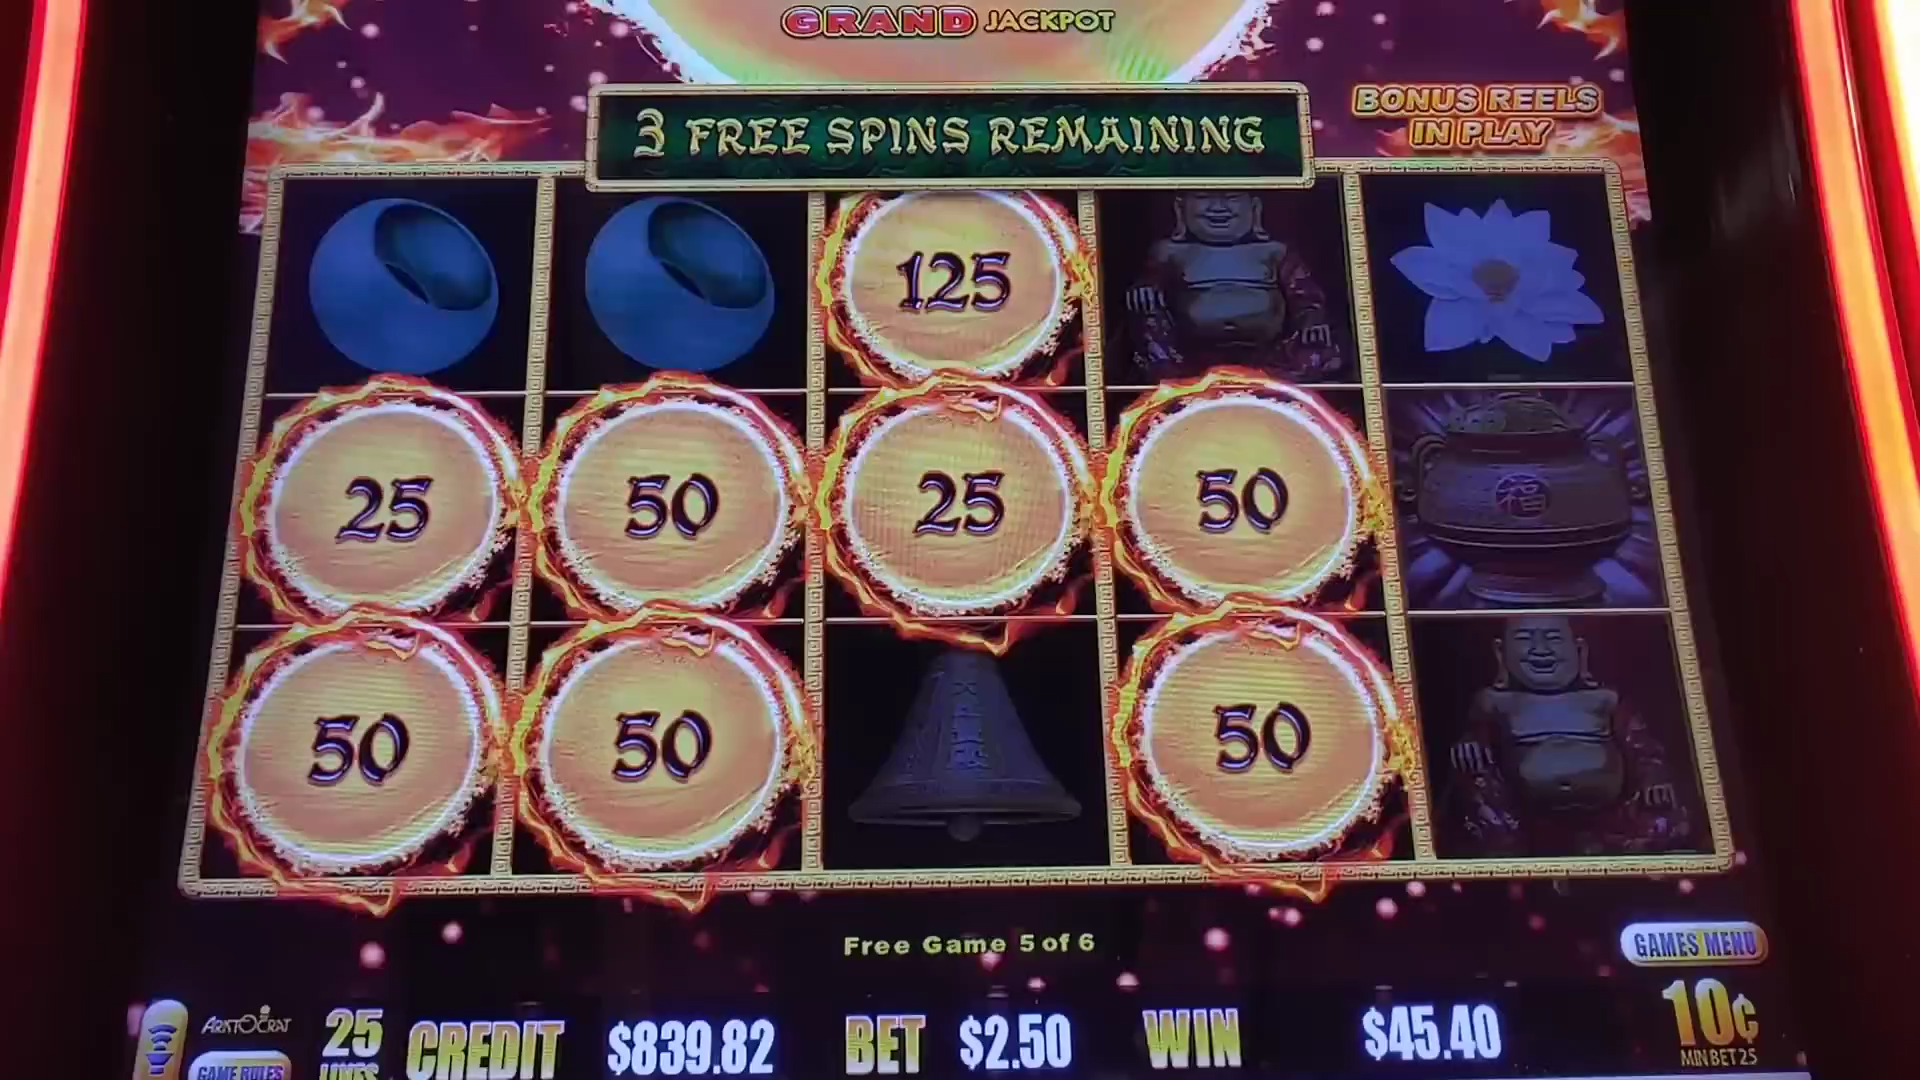 GRAND JACKPOT
3 FREE SPINS REMAINING
BONUS REELS
IN PLAY
125
25 50 25 50
福
50 50 50
Free Game 5 of 6
GAMES MENU
ARISTOCRAT
GAME RULES
25
LINES
CREDIT $839.82
BET $2.50
WIN $45.40
10¢
MIN BET 25